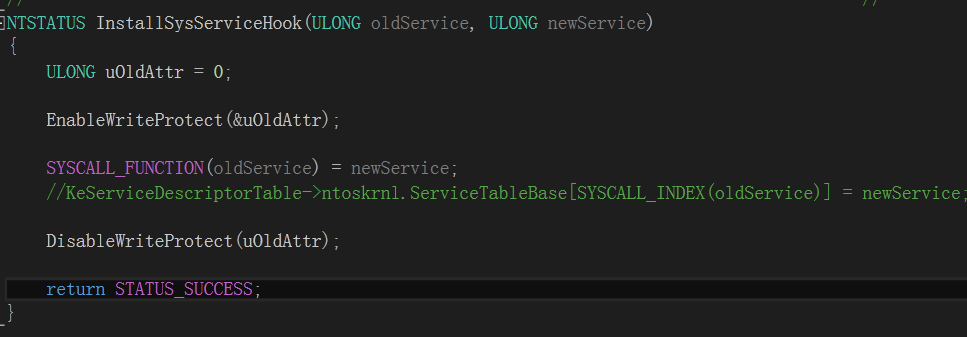 //                                                                 //
NTSTATUS InstallSysServiceHook(ULONG oldService, ULONG newService)
{
    ULONG uOldAttr = 0;
    EnableWriteProtect(&uOldAttr);
    SYSCALL_FUNCTION(oldService) = newService;
    //KeServiceDescriptorTable->ntoskrnl.ServiceTableBase[SYSCALL_INDEX(oldService)] = newService;
    DisableWriteProtect(uOldAttr);
    return STATUS_SUCCESS;
}